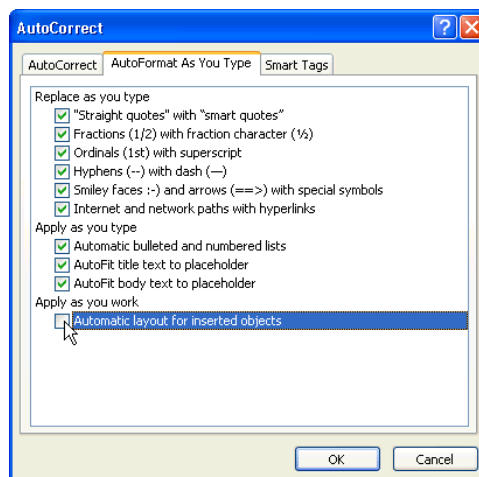 AutoCorrect
AutoCorrect AutoFormat As You Type Smart Tags
Replace as you type
"Straight quotes" with “smart quotes”
Fractions (1/2) with fraction character (½)
Ordinals (1st) with superscript
Hyphens (--) with dash (—)
Smiley faces :-) and arrows (==>) with special symbols
Internet and network paths with hyperlinks
Apply as you type
Automatic bulleted and numbered lists
AutoFit title text to placeholder
AutoFit body text to placeholder
Apply as you work
Automatic layout for inserted objects
OK Cancel